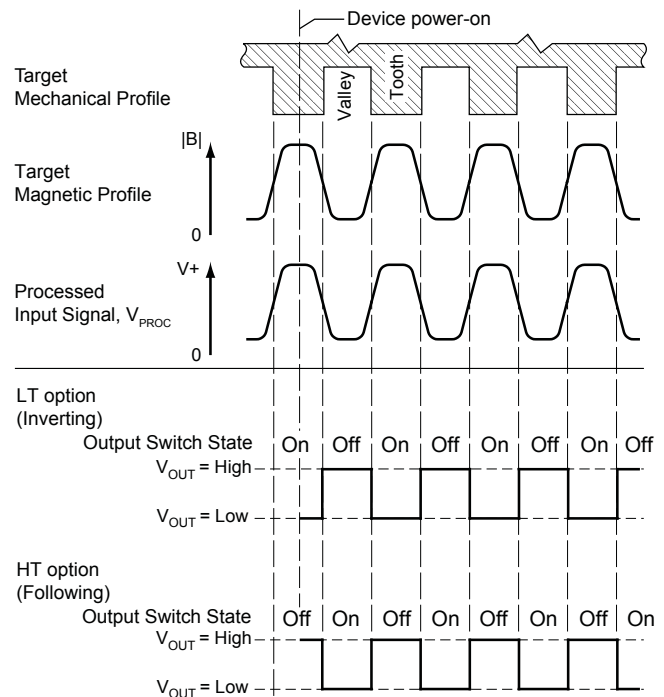 Device power-on
Target
Mechanical Profile
Valley
Tooth
|B|
Target
Magnetic Profile
0
V+
Processed
Input Signal, VPROC
0
LT option
(Inverting)
Output Switch State On Off On Off On Off On Off
VOUT = High
VOUT = Low
HT option
(Following)
Output Switch State Off On Off On Off On Off On
VOUT = High
VOUT = Low